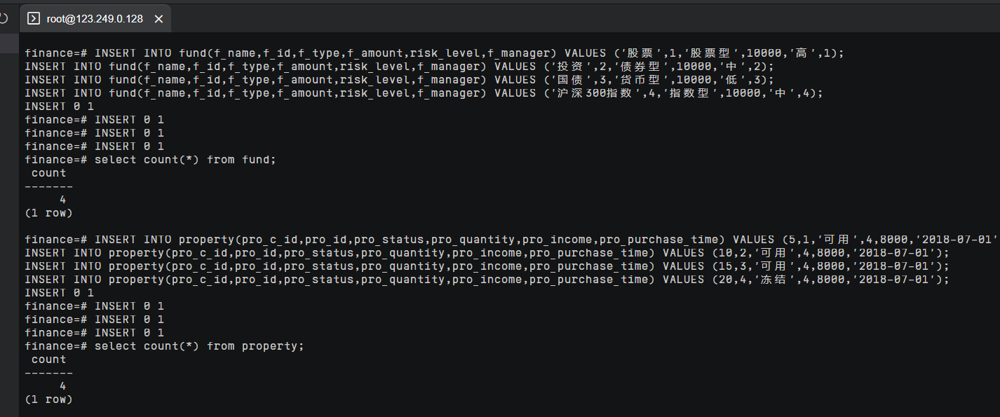 root@123.249.0.128
finance=# INSERT INTO fund(f_name,f_id,f_type,f_amount,risk_level,f_manager) VALUES ('股票',1,'股票型',10000,'高',1);
INSERT INTO fund(f_name,f_id,f_type,f_amount,risk_level,f_manager) VALUES ('投资',2,'债券型',10000,'中',2);
INSERT INTO fund(f_name,f_id,f_type,f_amount,risk_level,f_manager) VALUES ('国债',3,'货币型',10000,'低',3);
INSERT INTO fund(f_name,f_id,f_type,f_amount,risk_level,f_manager) VALUES ('沪深300指数',4,'指数型',10000,'中',4);
INSERT 0 1
finance=# INSERT 0 1
finance=# INSERT 0 1
finance=# INSERT 0 1
finance=# select count(*) from fund;
count
-------
4
(1 row)
finance=# INSERT INTO property(pro_c_id,pro_id,pro_status,pro_quantity,pro_income,pro_purchase_time) VALUES (5,1,'可用',4,8000,'2018-07-01'
INSERT INTO property(pro_c_id,pro_id,pro_status,pro_quantity,pro_income,pro_purchase_time) VALUES (10,2,'可用',4,8000,'2018-07-01');
INSERT INTO property(pro_c_id,pro_id,pro_status,pro_quantity,pro_income,pro_purchase_time) VALUES (15,3,'可用',4,8000,'2018-07-01');
INSERT INTO property(pro_c_id,pro_id,pro_status,pro_quantity,pro_income,pro_purchase_time) VALUES (20,4,'冻结',4,8000,'2018-07-01');
INSERT 0 1
finance=# INSERT 0 1
finance=# INSERT 0 1
finance=# INSERT 0 1
finance=# select count(*) from property;
count
-------
4
(1 row)